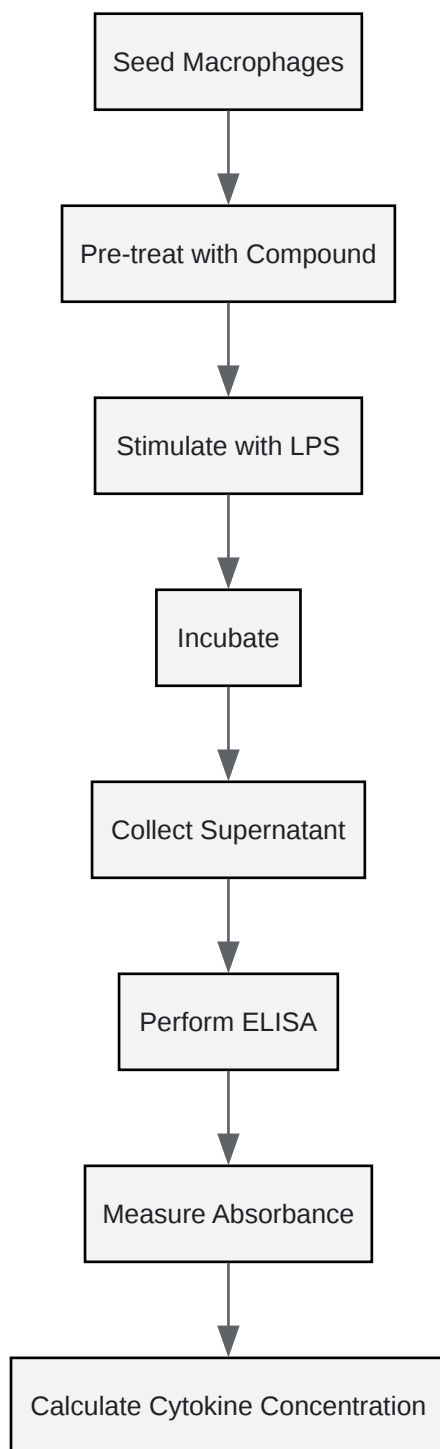 Seed Macrophages
Pre-treat with Compound
Stimulate with LPS
Incubate
Collect Supernatant
Perform ELISA
Measure Absorbance
Calculate Cytokine Concentration